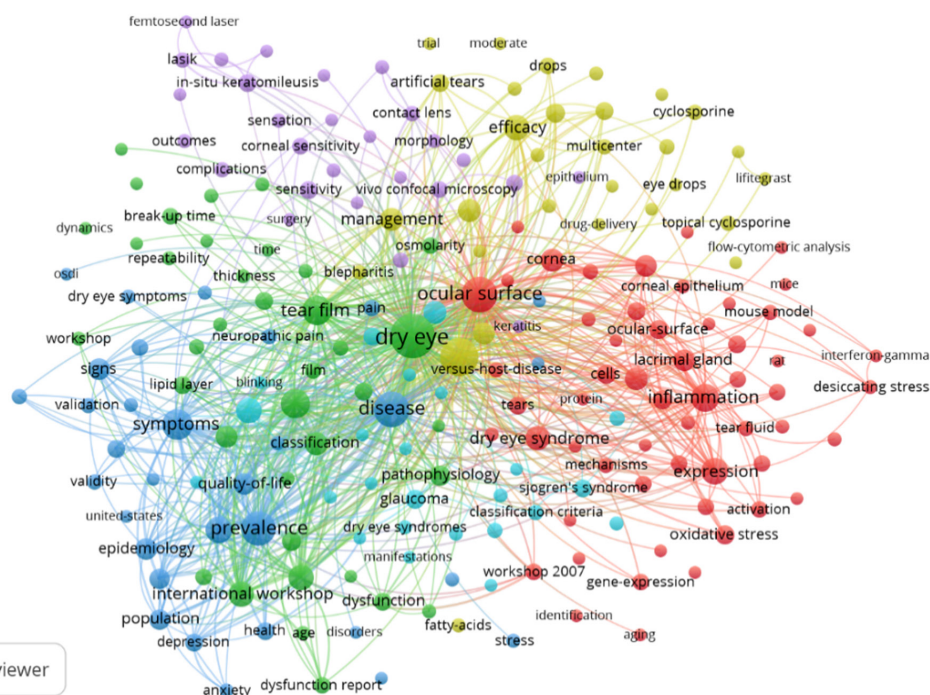 femtosecond laser
trial
moderate
lasik
drops
in-situ keratomileusis
artificial tears
contact lens
cyclosporine
sensation
efficacy
outcomes
corneal sensitivity
morphology
multicenter
complications
epithelium
lifitegrast
sensitivity
vivo confocal microscopy
eye drops
break-up time
surgery
management
drug-delivery
topical cyclosporine
dynamics
time
osmolarity
flow-cytometric analysis
repeatability
cornea
osdi
thickness
blepharitis
corneal epithelium
mice
dry eye symptoms
ocular surface
tear film
pain
mouse model
neuropathic pain
dry eye
keratitis
ocular-surface
workshop
interferon-gamma
signs
film
versus-host-disease
lacrimal gland
rat
lipid layer
blinking
cells
desiccating stress
validation
disease
tears
protein
inflammation
symptoms
tear fluid
classification
dry eye syndrome
validity
quality-of-life
pathophysiology
mechanisms
expression
glaucoma
sjogren's syndrome
united-states
prevalence
dry eye syndromes
classification criteria
activation
epidemiology
manifestations
oxidative stress
workshop 2007
gene-expression
international workshop
dysfunction
population
fatty-acids
identification
depression
health
age
disorders
stress
aging
viewer
anxiety
dysfunction report